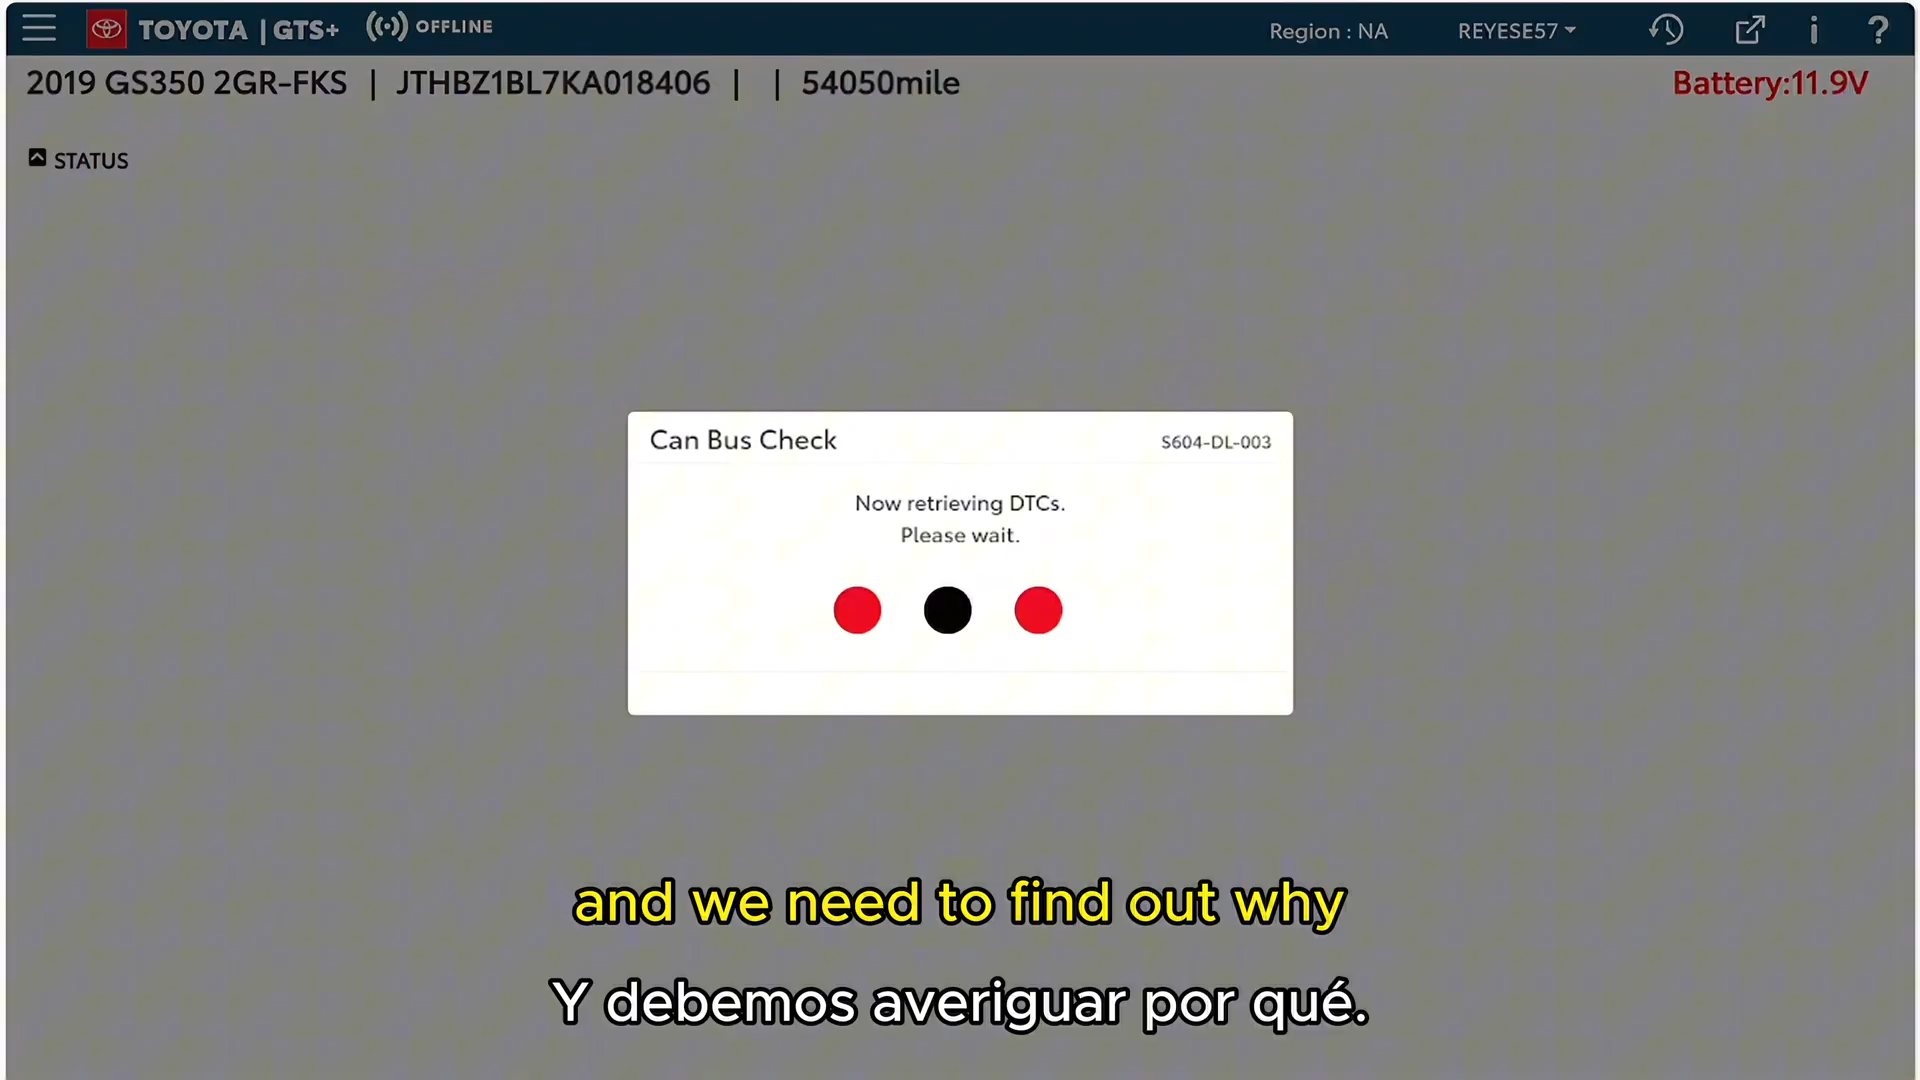 TOYOTA | GTS+ OFFLINE Region : NA REYESE57
2019 GS350 2GR-FKS | JTHBZ1BL7KA018406 | | 54050mile Battery:11.9V
STATUS
Can Bus Check S604-DL-003
Now retrieving DTCs.
Please wait.
and we need to find out why
Y debemos averiguar por qué.